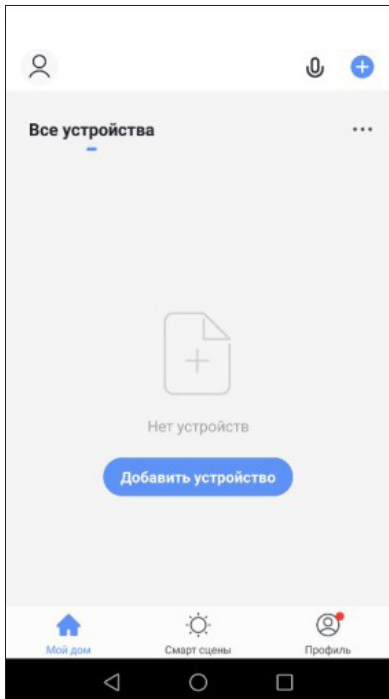 Все устройства
Нет устройств
Добавить устройство
Мой дом
Смарт сцены
Профиль